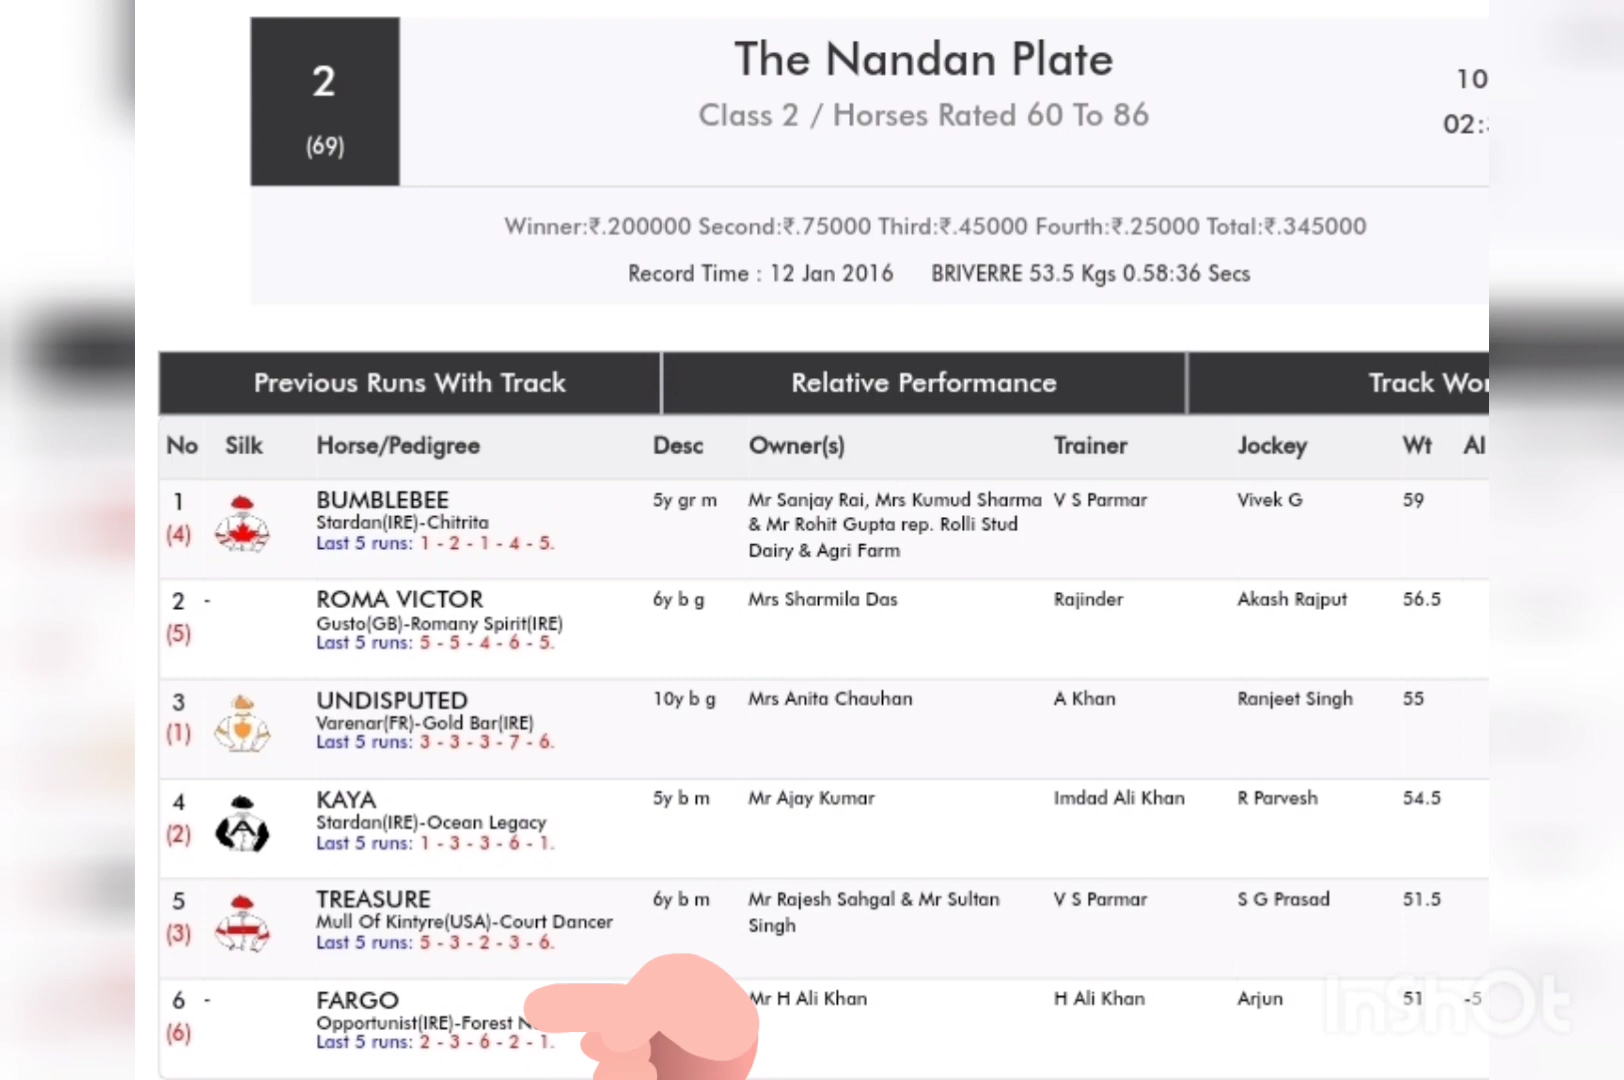 2
(69)
The Nandan Plate
Class 2 / Horses Rated 60 To 86
10
02:
Winner:₹.200000 Second:₹.75000 Third:₹.45000 Fourth:₹.25000 Total:₹.345000
Record Time : 12 Jan 2016 BRIVERRE 53.5 Kgs 0.58:36 Secs
Previous Runs With Track Relative Performance Track
No Silk Horse/Pedigree Desc Owner(s) Trainer Jockey Wt Al
1 BUMBLEBEE 5y gr m Mr Sanjay Rai, Mrs Kumud Sharma V S Parmar Vivek G 59
(4) Stardan(IRE)-Chitrita & Mr Rohit Gupta rep. Rolli Stud
Last 5 runs: 1 - 2 - 1 - 4 - 5. Dairy & Agri Farm
2 - ROMA VICTOR 6y b g Mrs Sharmila Das Rajinder Akash Rajput 56.5
(5) Gusto(GB)-Romany Spirit(IRE)
Last 5 runs: 5 - 5 - 4 - 6 - 5.
3 UNDISPUTED 10y b g Mrs Anita Chauhan A Khan Ranjeet Singh 55
(1) Varenar(FR)-Gold Bar(IRE)
Last 5 runs: 3 - 3 - 3 - 7 - 6.
4 KAYA 5y b m Mr Ajay Kumar Imdad Ali Khan R Parvesh 54.5
(2) A Stardan(IRE)-Ocean Legacy
Last 5 runs: 1 - 3 - 3 - 6 - 1.
5 TREASURE 6y b m Mr Rajesh Sahgal & Mr Sultan V S Parmar S G Prasad 51.5
(3) Mull Of Kintyre(USA)-Court Dancer Singh
Last 5 runs: 5 - 3 - 2 - 3 - 6.
6 - FARGO Mr H Ali Khan H Ali Khan Arjun 51 -5
(6) Opportunist(IRE)-Forest
Last 5 runs: 2 - 3 - 6 - 2 - 1.
InShOt